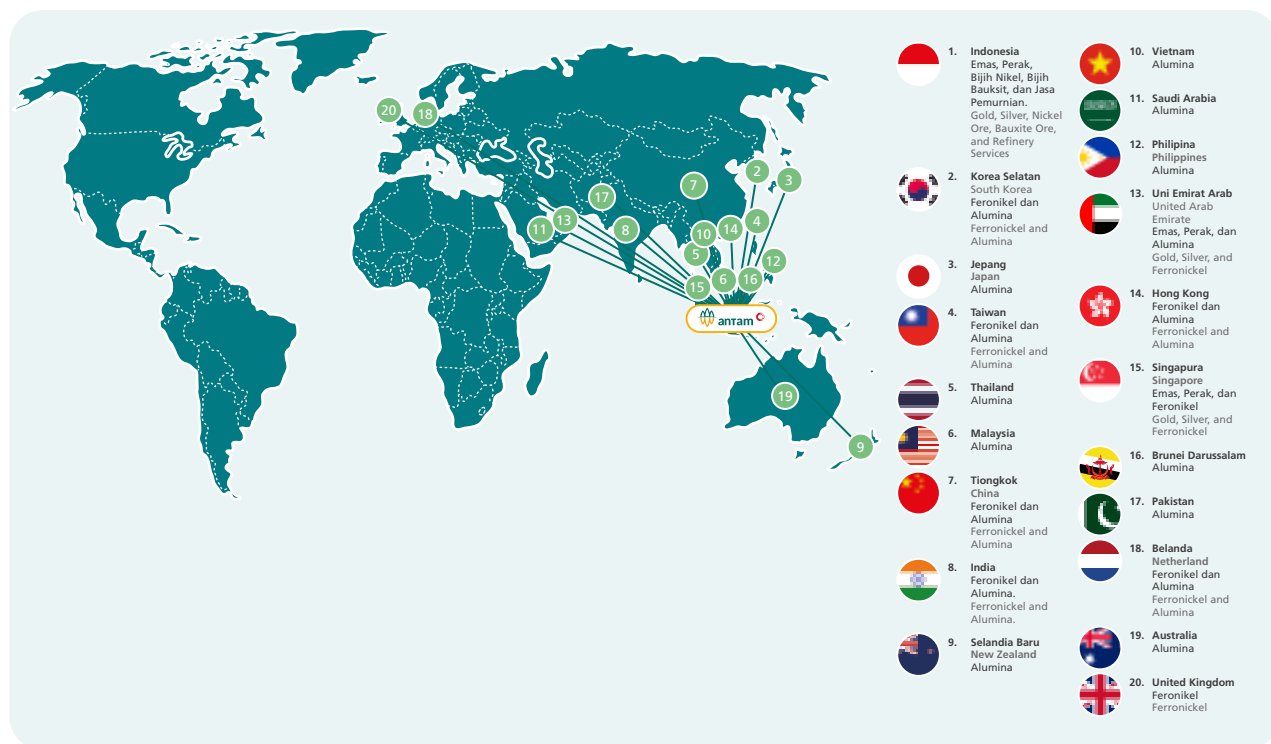 20
18
2
3
7
17
13
11
8
10
14
4
5
12
15
6
16
antam
19
9
1. Indonesia
Emas, Perak,
Bijih Nikel, Bijih
Bauksit, dan Jasa
Pemurnian.
Gold, Silver, Nickel
Ore, Bauxite Ore,
and Refinery
Services
2. Korea Selatan
South Korea
Feronikel dan
Alumina
Ferronickel and
Alumina
3. Jepang
Japan
Alumina
4. Taiwan
Feronikel dan
Alumina
Ferronickel and
Alumina
5. Thailand
Alumina
6. Malaysia
Alumina
7. Tiongkok
China
Feronikel dan
Alumina
Ferronickel and
Alumina
8. India
Feronikel dan
Alumina.
Ferronickel and
Alumina.
9. Selandia Baru
New Zealand
Alumina
10. Vietnam
Alumina
11. Saudi Arabia
Alumina
12. Philipina
Philippines
Alumina
13. Uni Emirat Arab
United Arab
Emirate
Emas, Perak, dan
Alumina
Gold, Silver, and
Ferronickel
14. Hong Kong
Feronikel dan
Alumina
Ferronickel and
Alumina
15. Singapura
Singapore
Emas, Perak, dan
Feronikel
Gold, Silver, and
Ferronickel
16. Brunei Darussalam
Alumina
17. Pakistan
Alumina
18. Belanda
Netherland
Feronikel dan
Alumina
Ferronickel and
Alumina
19. Australia
Alumina
20. United Kingdom
Feronikel
Ferronickel